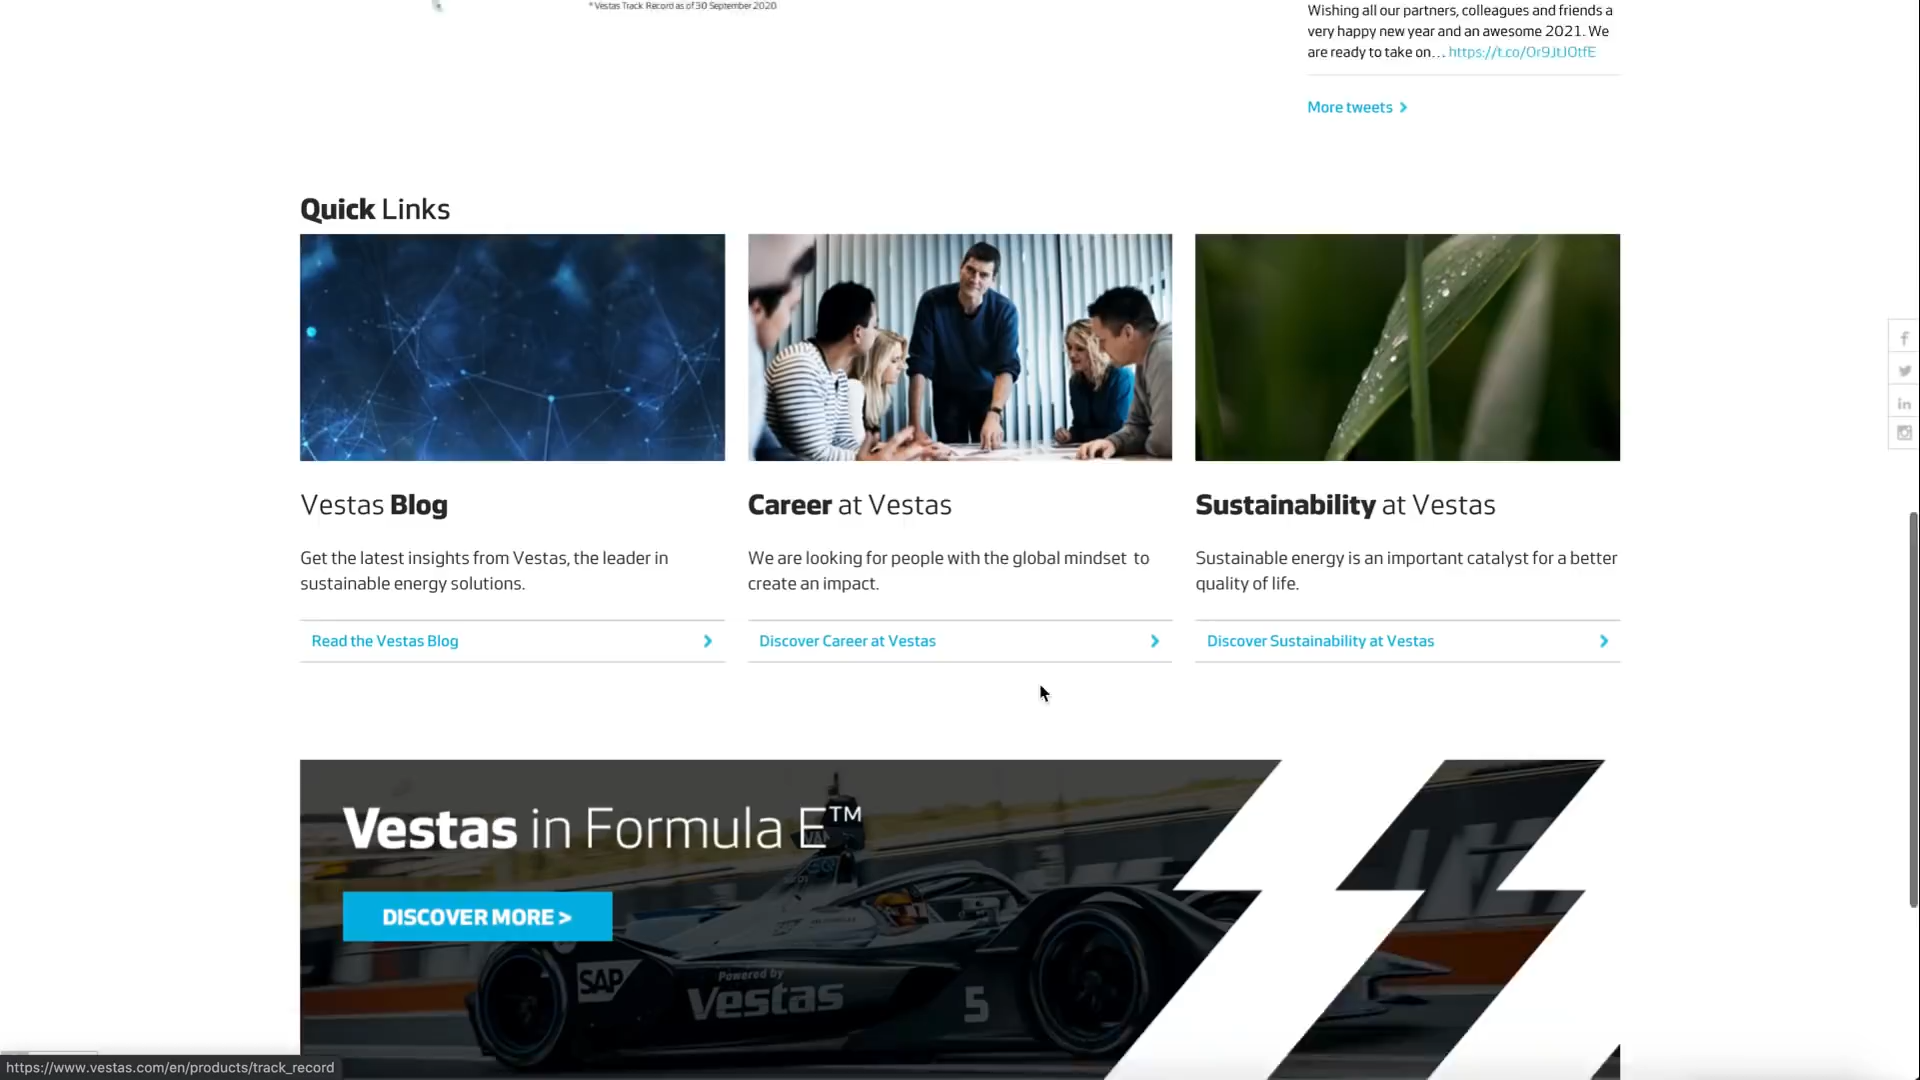 * Vestas Track Record as of 30 September 2020
Wishing all our partners, colleagues and friends a
very happy new year and an awesome 2021. We
are ready to take on... https://t.co/Or9JtJOtfE
More tweets
Quick Links
Vestas Blog
Get the latest insights from Vestas, the leader in
sustainable energy solutions.
Read the Vestas Blog
Career at Vestas
We are looking for people with the global mindset to
create an impact.
Discover Career at Vestas
Sustainability at Vestas
Sustainable energy is an important catalyst for a better
quality of life.
Discover Sustainability at Vestas
Vestas in Formula E™
DISCOVER MORE >
SAP
Powered by
Vestas
5
https://www.vestas.com/en/products/track_record